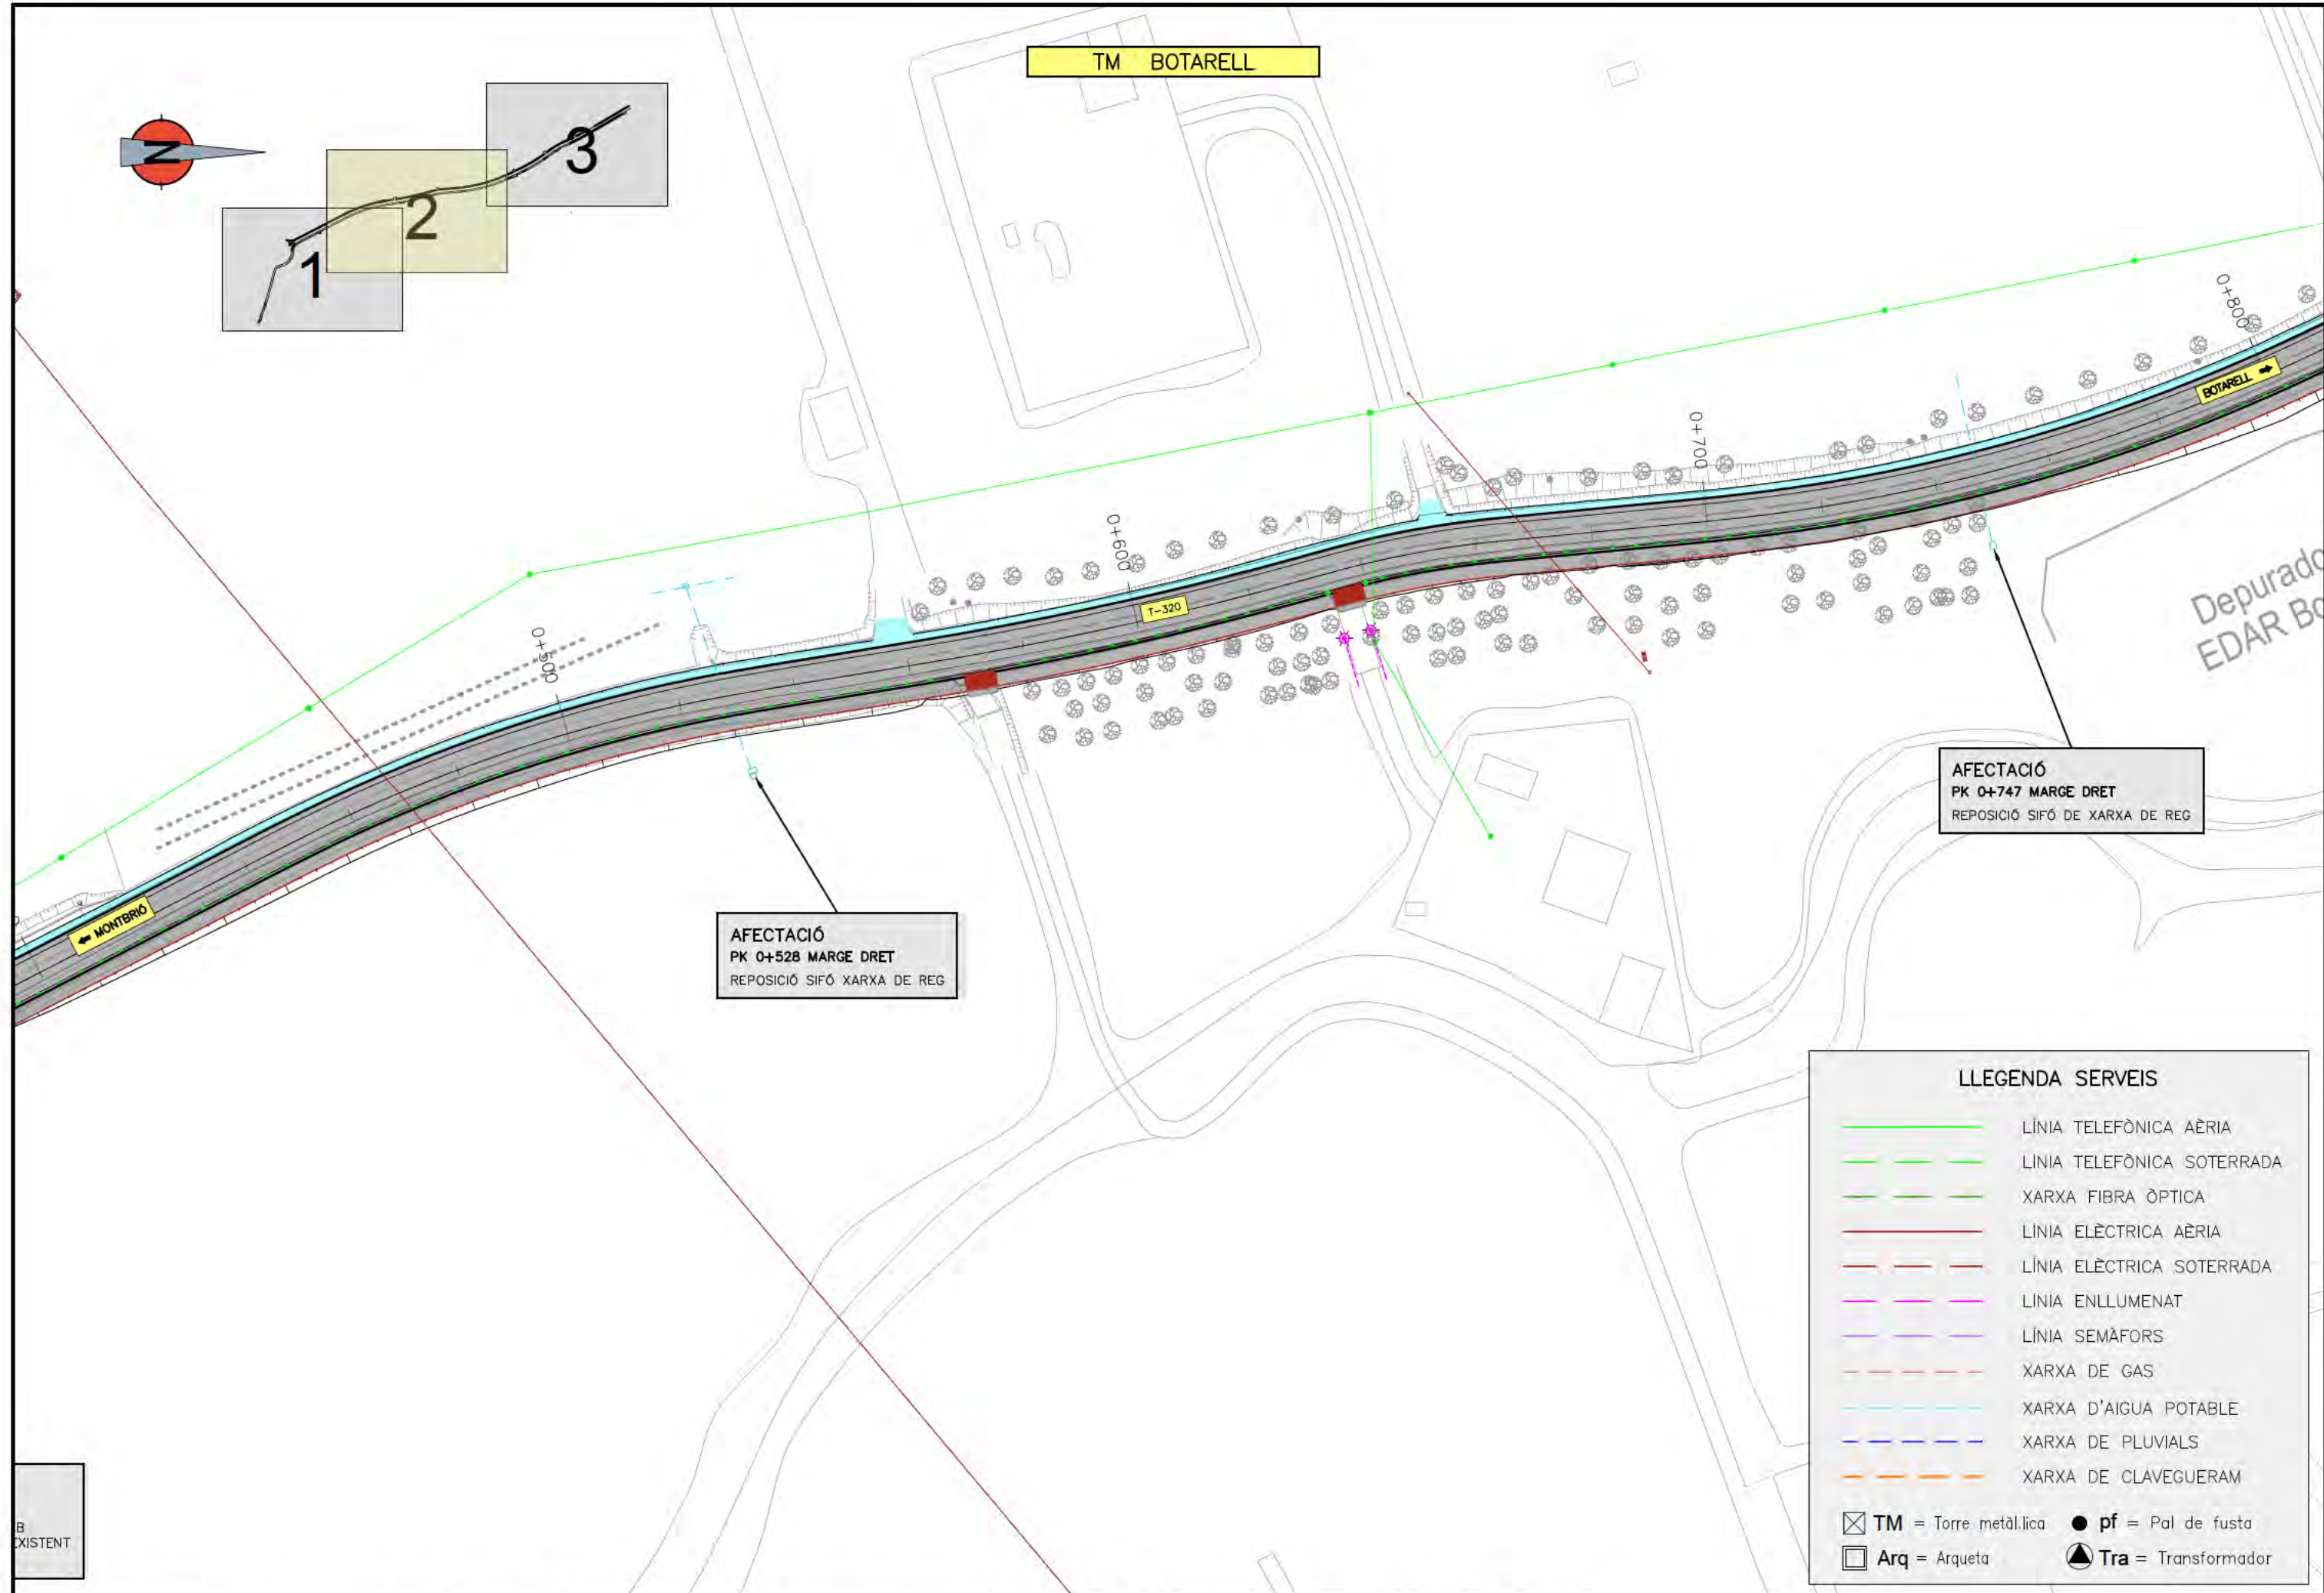 TM BOTARELL
N
1
2
3
0+500
0+600
0+700
0+800
T-320
← MONTBRIÓ
BOTARELL →
Depurado
EDAR Bo
AFECTACIÓ
PK 0+528 MARGE DRET
REPOSICIÓ SIFÓ XARXA DE REG
AFECTACIÓ
PK 0+747 MARGE DRET
REPOSICIÓ SIFÓ DE XARXA DE REG
B
EXISTENT
LLEGENDA SERVEIS
LÍNIA TELEFÒNICA AÈRIA
LÍNIA TELEFÒNICA SOTERRADA
XARXA FIBRA ÒPTICA
LÍNIA ELÈCTRICA AÈRIA
LÍNIA ELÈCTRICA SOTERRADA
LÍNIA ENLLUMENAT
LÍNIA SEMÀFORS
XARXA DE GAS
XARXA D'AIGUA POTABLE
XARXA DE PLUVIALS
XARXA DE CLAVEGUERAM
TM = Torre metàl.lica
pf = Pal de fusta
Arq = Arqueta
Tra = Transformador